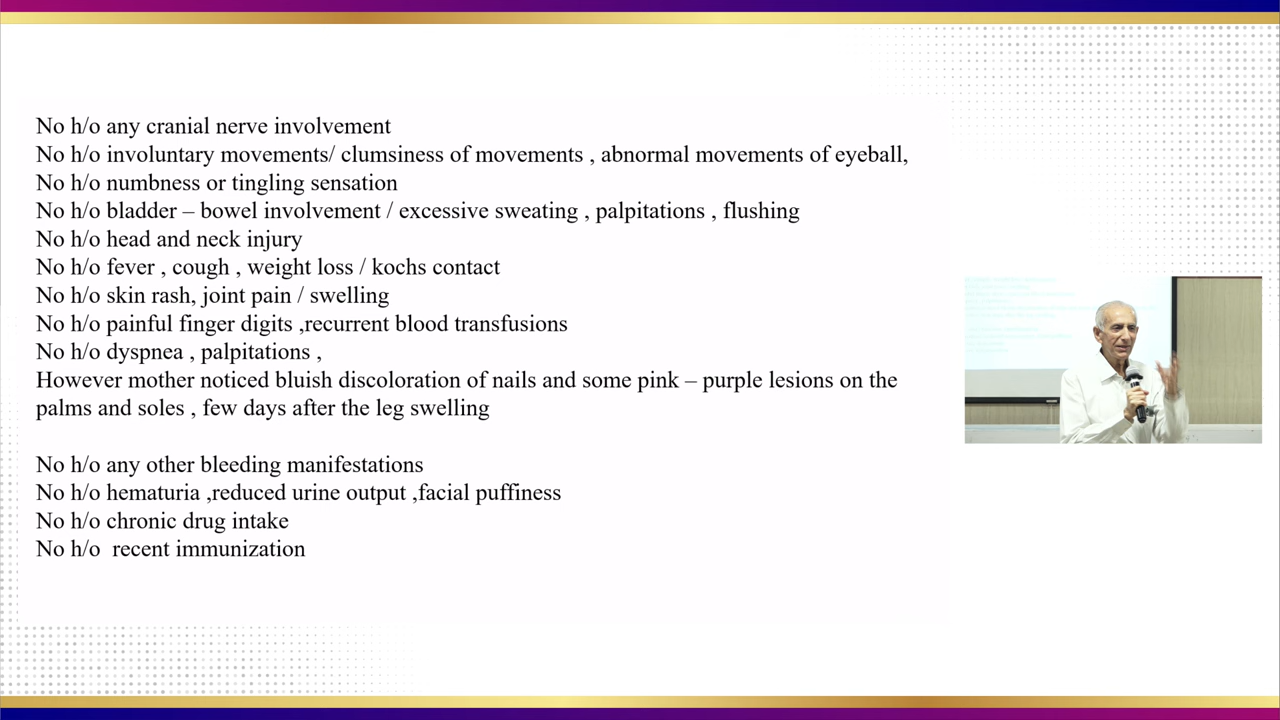 No h/o any cranial nerve involvement
No h/o involuntary movements/ clumsiness of movements , abnormal movements of eyeball,
No h/o numbness or tingling sensation
No h/o bladder – bowel involvement / excessive sweating , palpitations , flushing
No h/o head and neck injury
No h/o fever , cough , weight loss / kochs contact
No h/o skin rash, joint pain / swelling
No h/o painful finger digits ,recurrent blood transfusions
No h/o dyspnea , palpitations ,
However mother noticed bluish discoloration of nails and some pink – purple lesions on the
palms and soles , few days after the leg swelling
No h/o any other bleeding manifestations
No h/o hematuria ,reduced urine output ,facial puffiness
No h/o chronic drug intake
No h/o  recent immunization